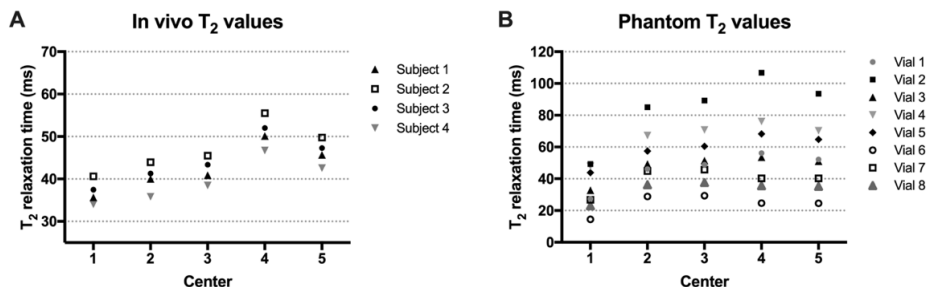 A
In vivo T₂ values
T₂ relaxation time (ms)
70
60
50
40
30
1 2 3 4 5
Center
Subject 1
Subject 2
Subject 3
Subject 4
B
Phantom T₂ values
T₂ relaxation time (ms)
120
100
80
60
40
20
0
1 2 3 4 5
Center
Vial 1
Vial 2
Vial 3
Vial 4
Vial 5
Vial 6
Vial 7
Vial 8